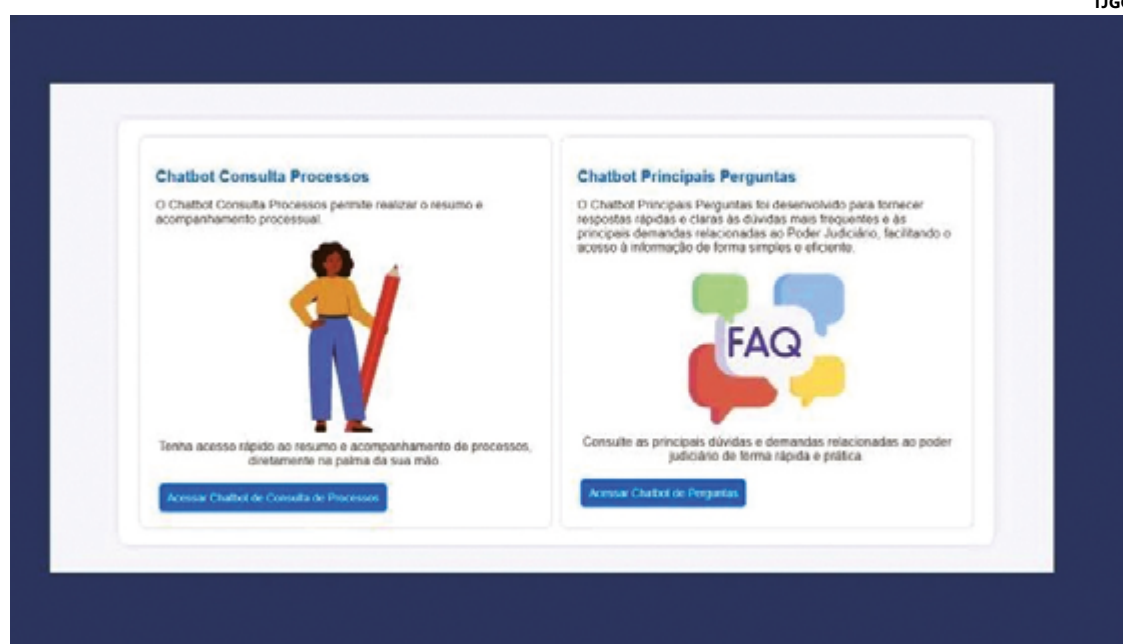 TJGO
Chatbot Consulta Processos
O Chatbot Consulta Processos permite realizar o resumo e
acompanhamento processual.
Tenha acesso rápido ao resumo e acompanhamento de processos,
diretamente na palma da sua mão.
Acessar Chatbot de Consulta de Processos
Chatbot Principais Perguntas
O Chatbot Principais Perguntas foi desenvolvido para fornecer
respostas rápidas e claras às dúvidas mais frequentes e às
principais demandas relacionadas ao Poder Judiciário, facilitando o
acesso à informação de forma simples e eficiente.
FAQ
Consulte as principais dúvidas e demandas relacionadas ao poder
judiciário de forma rápida e prática.
Acessar Chatbot de Perguntas